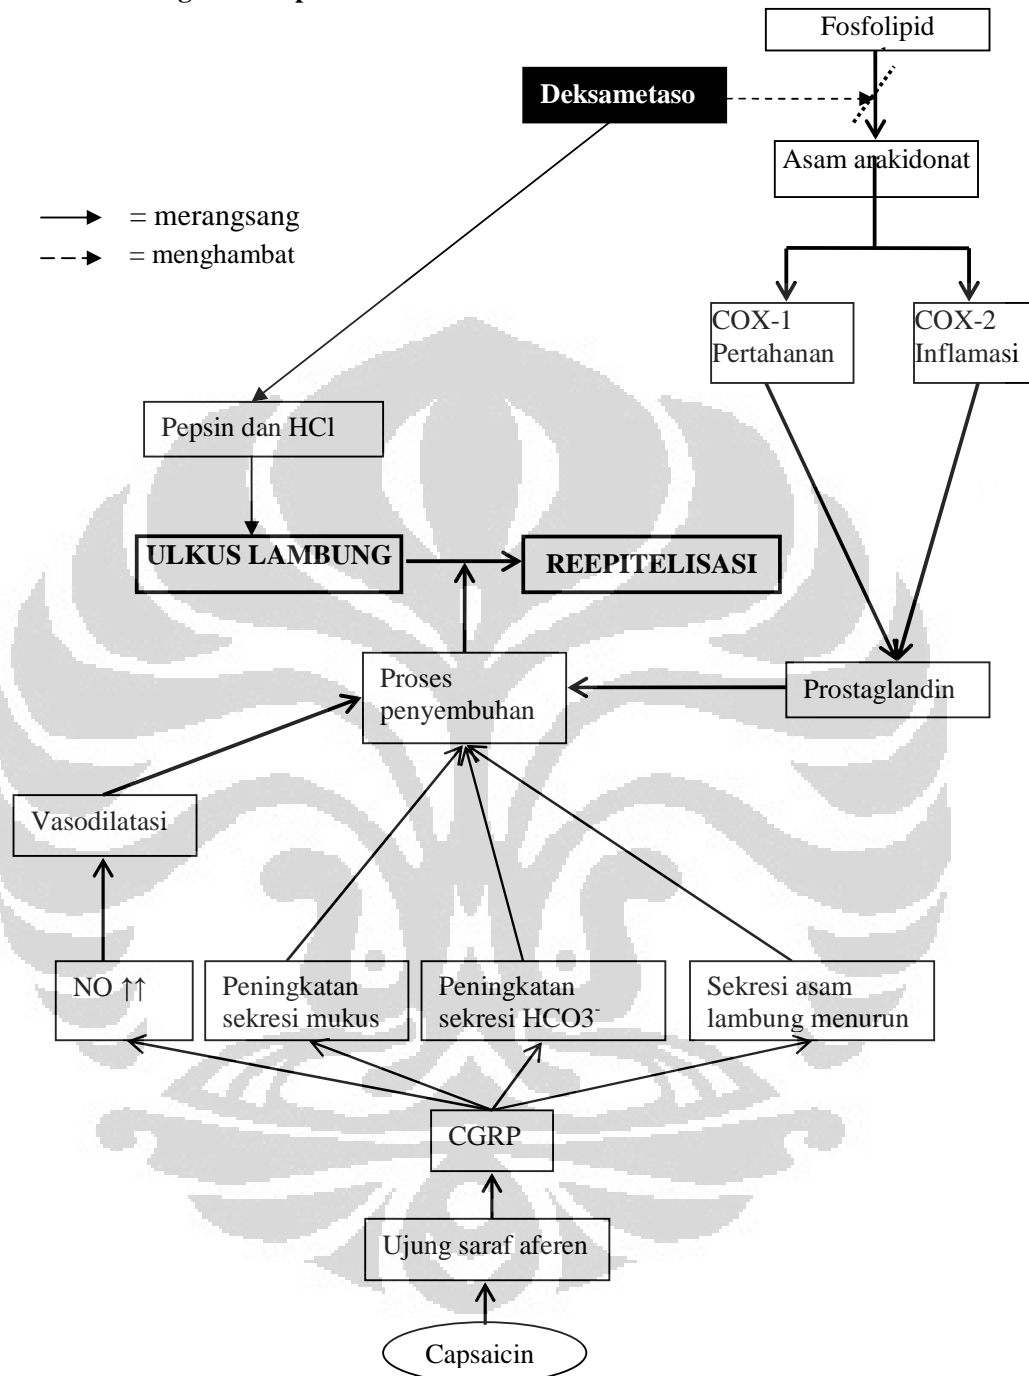 Fosfolipid
Deksametaso
Asam arakidonat
= merangsang
= menghambat
COX-1
Pertahanan
COX-2
Inflamasi
Pepsin dan HCl
ULKUS LAMBUNG
REEPITELISASI
Proses
penyembuhan
Prostaglandin
Vasodilatasi
NO ↑↑
Peningkatan
sekresi mukus
Peningkatan
sekresi HCO3⁻
Sekresi asam
lambung menurun
CGRP
Ujung saraf aferen
Capsaicin